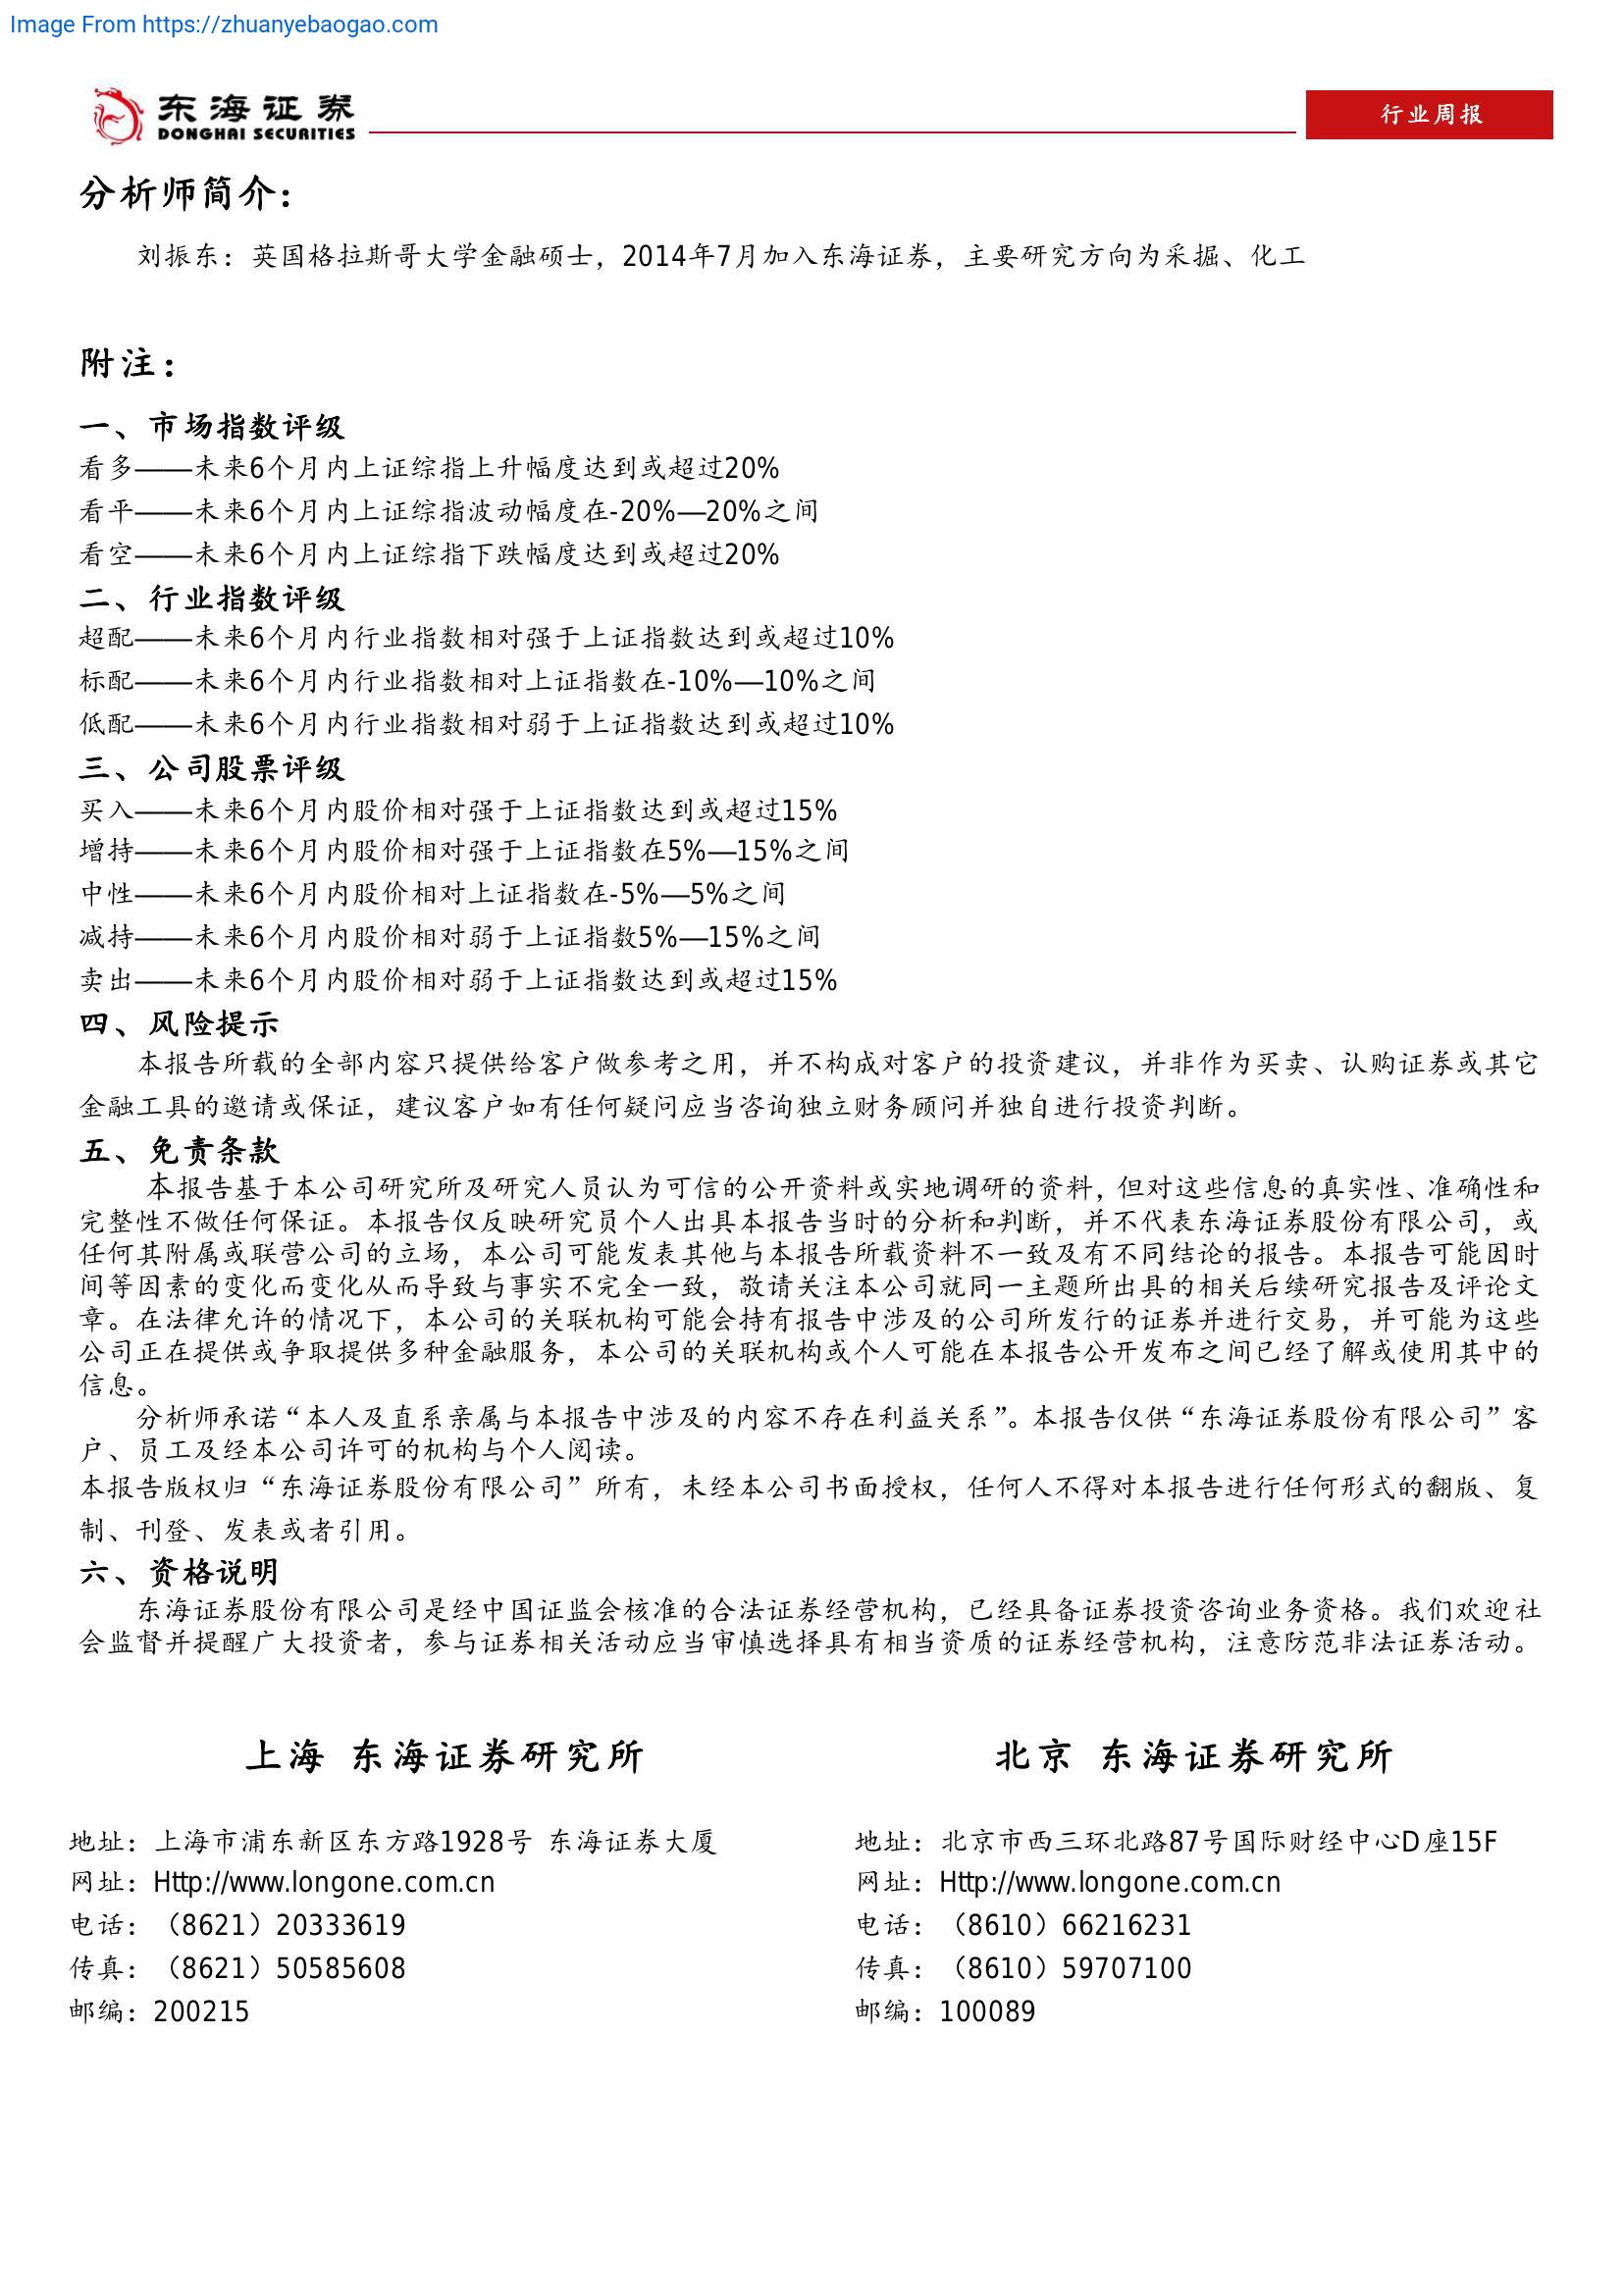 Image From https://zhuanyebaogao.com
东海证券
DONGHAI SECURITIES
行业周报
分析师简介：
刘振东：英国格拉斯哥大学金融硕士，2014年7月加入东海证券，主要研究方向为采掘、化工
附注：
一、市场指数评级
看多——未来6个月内上证综指上升幅度达到或超过20%
看平——未来6个月内上证综指波动幅度在-20%—20%之间
看空——未来6个月内上证综指下跌幅度达到或超过20%
二、行业指数评级
超配——未来6个月内行业指数相对强于上证指数达到或超过10%
标配——未来6个月内行业指数相对上证指数在-10%—10%之间
低配——未来6个月内行业指数相对弱于上证指数达到或超过10%
三、公司股票评级
买入——未来6个月内股价相对强于上证指数达到或超过15%
增持——未来6个月内股价相对强于上证指数在5%—15%之间
中性——未来6个月内股价相对上证指数在-5%—5%之间
减持——未来6个月内股价相对弱于上证指数5%—15%之间
卖出——未来6个月内股价相对弱于上证指数达到或超过15%
四、风险提示
本报告所载的全部内容只提供给客户做参考之用，并不构成对客户的投资建议，并非作为买卖、认购证券或其它
金融工具的邀请或保证，建议客户如有任何疑问应当咨询独立财务顾问并独自进行投资判断。
五、免责条款
本报告基于本公司研究所及研究人员认为可信的公开资料或实地调研的资料，但对这些信息的真实性、准确性和
完整性不做任何保证。本报告仅反映研究员个人出具本报告当时的分析和判断，并不代表东海证券股份有限公司，或
任何其附属或联营公司的立场，本公司可能发表其他与本报告所载资料不一致及有不同结论的报告。本报告可能因时
间等因素的变化而变化从而导致与事实不完全一致，敬请关注本公司就同一主题所出具的相关后续研究报告及评论文
章。在法律允许的情况下，本公司的关联机构可能会持有报告中涉及的公司所发行的证券并进行交易，并可能为这些
公司正在提供或争取提供多种金融服务，本公司的关联机构或个人可能在本报告公开发布之间已经了解或使用其中的
信息。
分析师承诺“本人及直系亲属与本报告中涉及的内容不存在利益关系”。本报告仅供“东海证券股份有限公司”客
户、员工及经本公司许可的机构与个人阅读。
本报告版权归“东海证券股份有限公司”所有，未经本公司书面授权，任何人不得对本报告进行任何形式的翻版、复
制、刊登、发表或者引用。
六、资格说明
东海证券股份有限公司是经中国证监会核准的合法证券经营机构，已经具备证券投资咨询业务资格。我们欢迎社
会监督并提醒广大投资者，参与证券相关活动应当审慎选择具有相当资质的证券经营机构，注意防范非法证券活动。
上海 东海证券研究所
地址：上海市浦东新区东方路1928号 东海证券大厦
网址：Http://www.longone.com.cn
电话：（8621）20333619
传真：（8621）50585608
邮编：200215
北京 东海证券研究所
地址：北京市西三环北路87号国际财经中心D座15F
网址：Http://www.longone.com.cn
电话：（8610）66216231
传真：（8610）59707100
邮编：100089